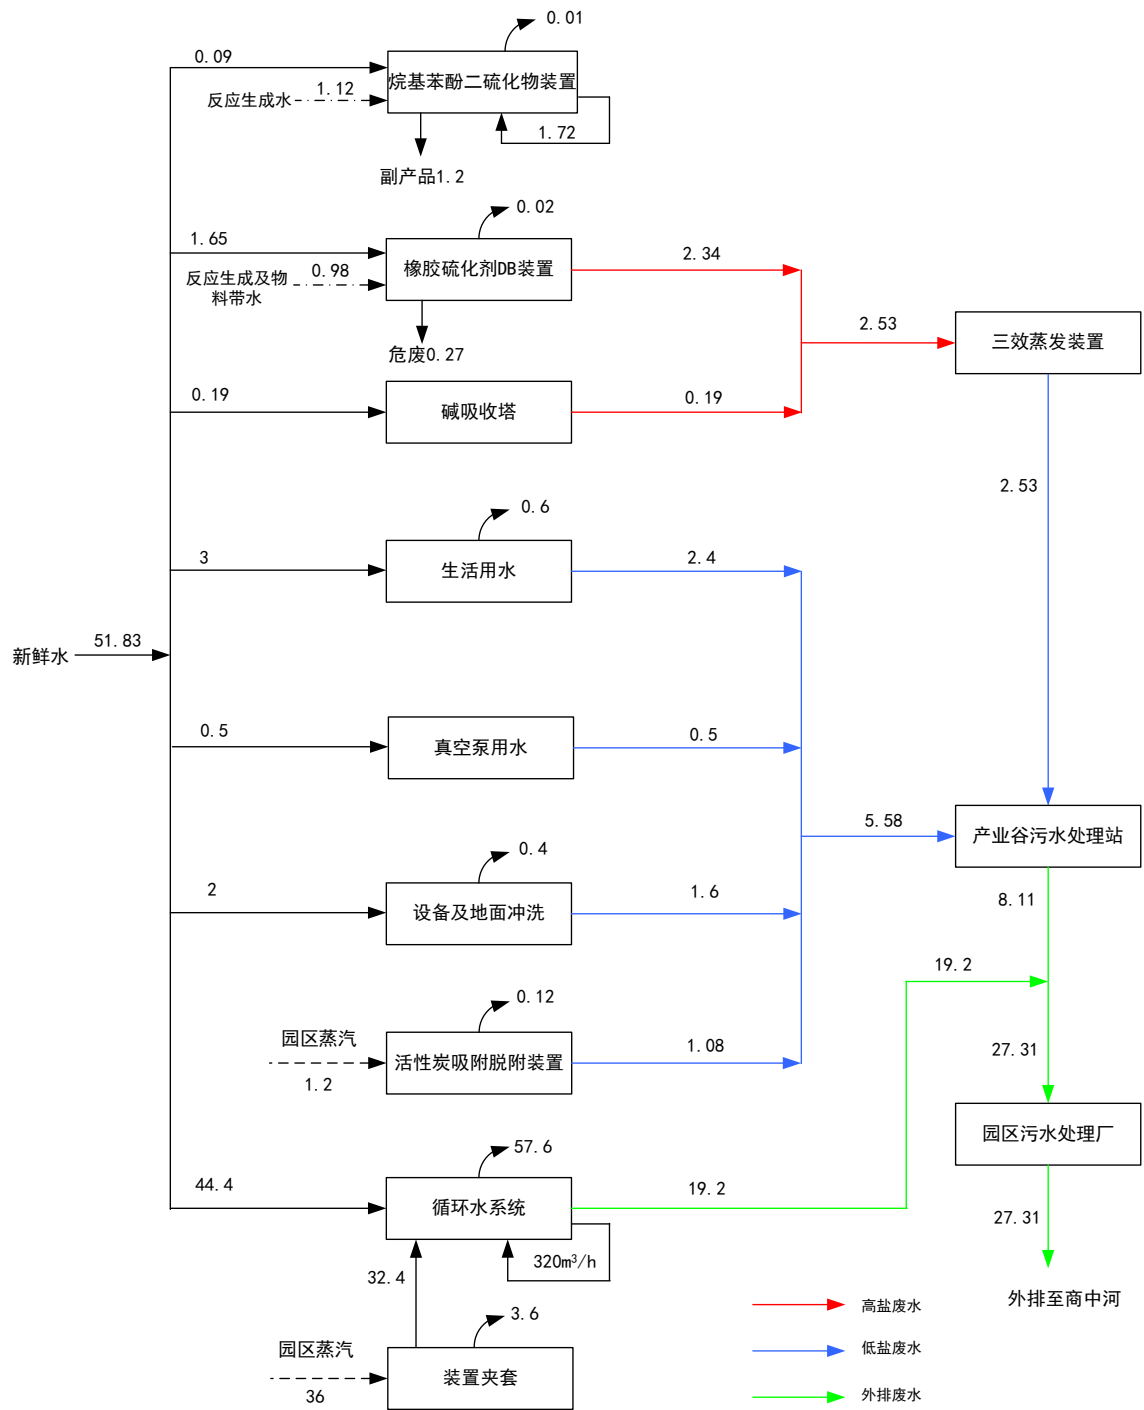 0.01
0.09
烷基苯酚二硫化物装置
反应生成水
1.12
1.72
副产品1.2
0.02
1.65
橡胶硫化剂DB装置
2.34
反应生成及物
料带水
0.98
危废0.27
2.53
三效蒸发装置
0.19
碱吸收塔
0.19
2.53
0.6
3
生活用水
2.4
新鲜水
51.83
0.5
真空泵用水
0.5
5.58
产业谷污水处理站
0.4
2
设备及地面冲洗
1.6
8.11
19.2
0.12
园区蒸汽
1.2
活性炭吸附脱附装置
1.08
27.31
园区污水处理厂
57.6
44.4
循环水系统
19.2
27.31
320m³/h
32.4
外排至商中河
3.6
园区蒸汽
36
装置夹套
高盐废水
低盐废水
外排废水